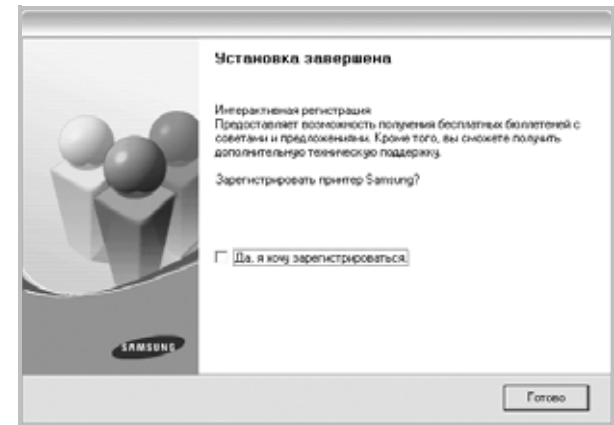 Установка завершена
Интерактивная регистрация
Предоставляет возможность получения бесплатных бюллетеней с
советами и предложениями. Кроме того, вы сможете получить
дополнительную техническую поддержку.
Зарегистрировать принтер Samsung?
Да, я хочу зарегистрироваться.
SAMSUNG
Готово